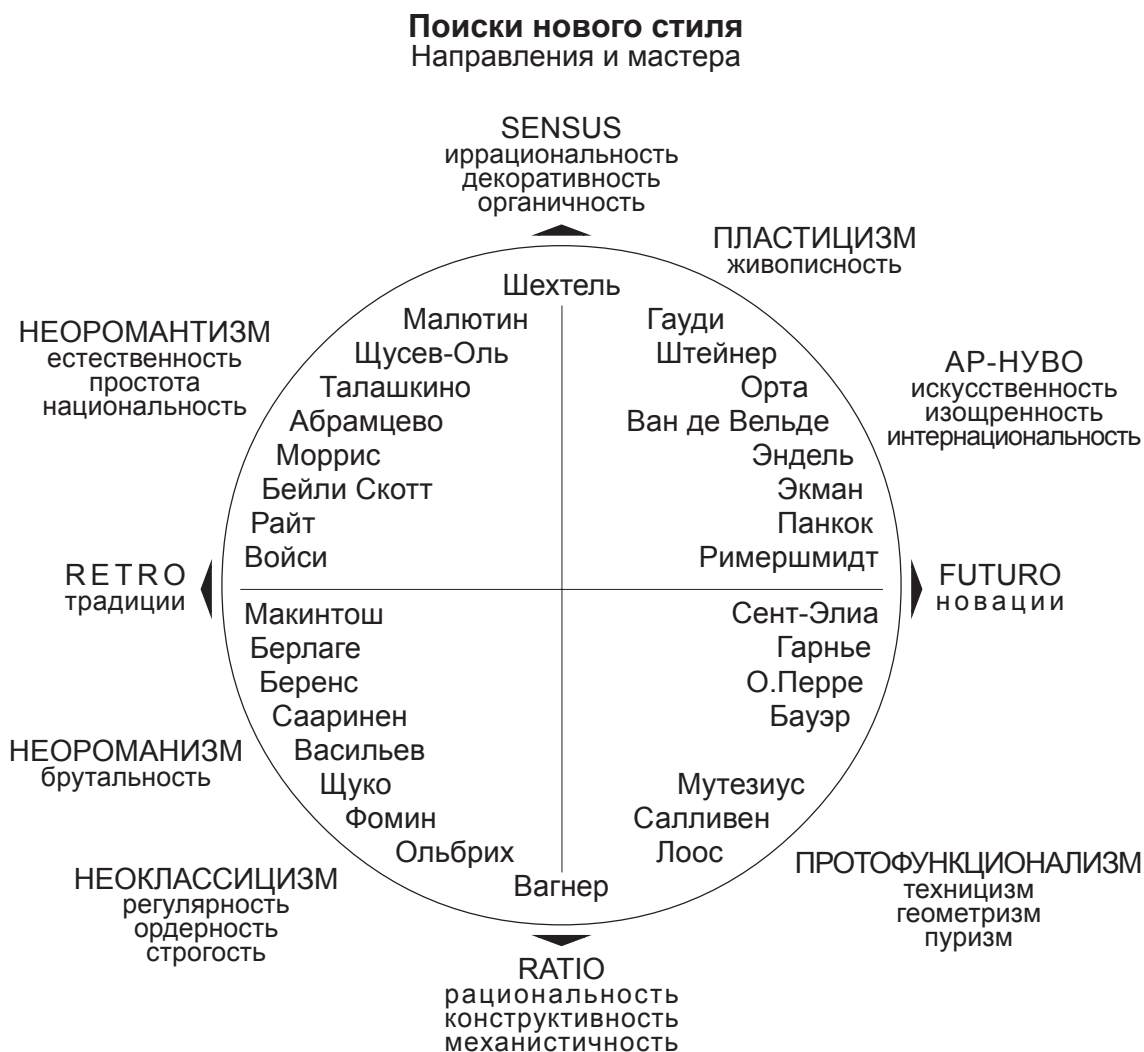 Поиски нового стиля
Направления и мастера
SENSUS
иррациональность
декоративность
органичность
ПЛАСТИЦИЗМ
живописность
НЕОРОМАНТИЗМ
естественность
простота
национальность
АР-НУВО
искусственность
изощренность
интернациональность
Шехтель
Малютин
Щусев-Оль
Талашкино
Абрамцево
Моррис
Бейли Скотт
Райт
Войси
Гауди
Штейнер
Орта
Ван де Вельде
Эндель
Экман
Панкок
Римершмидт
RETRO
традиции
FUTURO
новации
Макинтош
Берлаге
Беренс
Сааринен
Васильев
Щуко
Фомин
Ольбрих
Вагнер
Сент-Элиа
Гарнье
О.Перре
Бауэр
Мутезиус
Салливен
Лоос
НЕОРОМАНИЗМ
брутальность
НЕОКЛАССИЦИЗМ
регулярность
ордерность
строгость
ПРОТОФУНКЦИОНАЛИЗМ
техницизм
геометризм
пуризм
RATIO
рациональность
конструктивность
механистичность